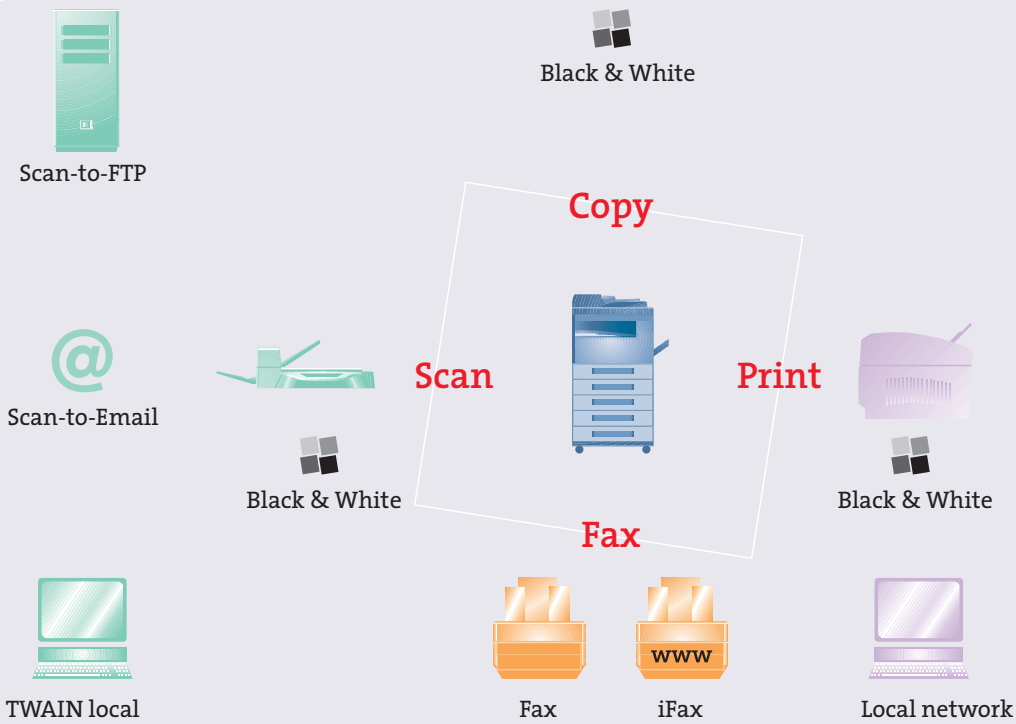 Black & White
Scan-to-FTP
Copy
Scan
Print
Scan-to-Email
Black & White
Black & White
Fax
www
TWAIN local
Fax
iFax
Local network